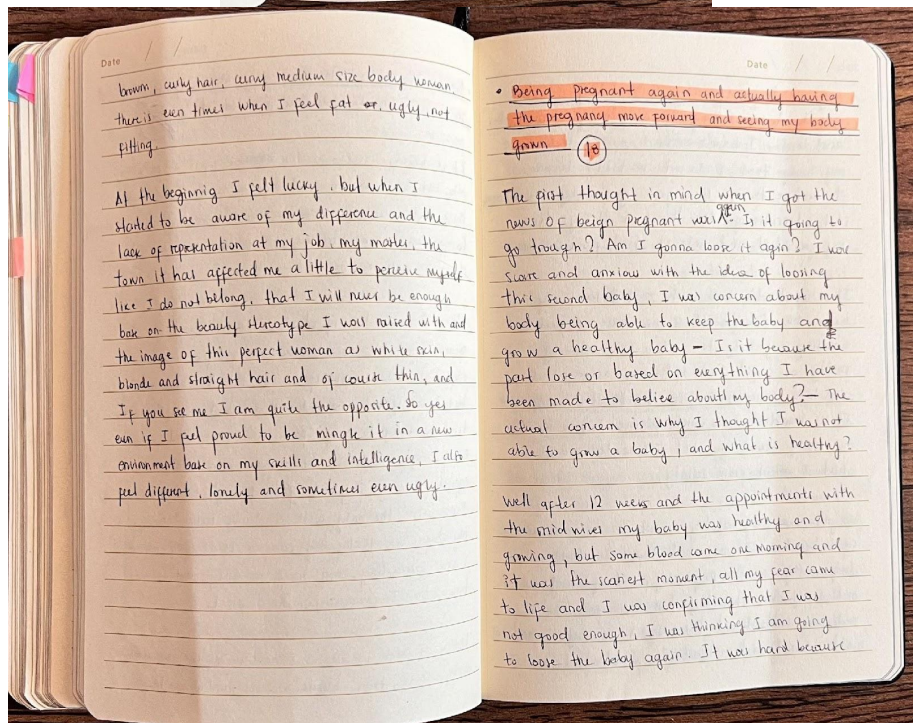 Date / /
brown, curly hair, curvy medium size body woman
there is even times when I feel fat or ugly, not
fitting.
At the beginnig I felt lucky, but when I
started to be aware of my difference and the
lack of representation at my job, my master, the
town it has affected me a little to perceive myself
like I do not belong, that I will never be enough
base on the beauty stereotype I was raised with and
the image of this perfect woman as white skin,
blonde and straight hair and of course thin, and
If you see me I am quite the opposite. So yes
even if I feel proud to be mingle it in a new
environment base on my skills and intelligence, I also
feel different, lonely and sometimes even ugly.
Date / /
• Being pregnant again and actually having
the pregnancy move forward and seeing my body
grown 18
The first thought in mind when I got the
news of beign pregnant again was: Is it going to
go trough? Am I gonna loose it agin? I was
scare and anxiow with the idea of loosing
this second baby, I was concern about my
body being able to keep the baby and
grow a healthy baby – Is it because the
past lose or based on everything I have
been made to belive about my body? – The
actual concern is why I thought I was not
able to grow a baby, and what is healthy?
Well after 12 weeks and the appointments with
the midwives my baby was healthy and
growing, but some blood came one morning and
it was the scariest moment, all my fear came
to life and I was confirming that I was
not good enough, I was thinking I am going
to loose the baby again. It was hard because